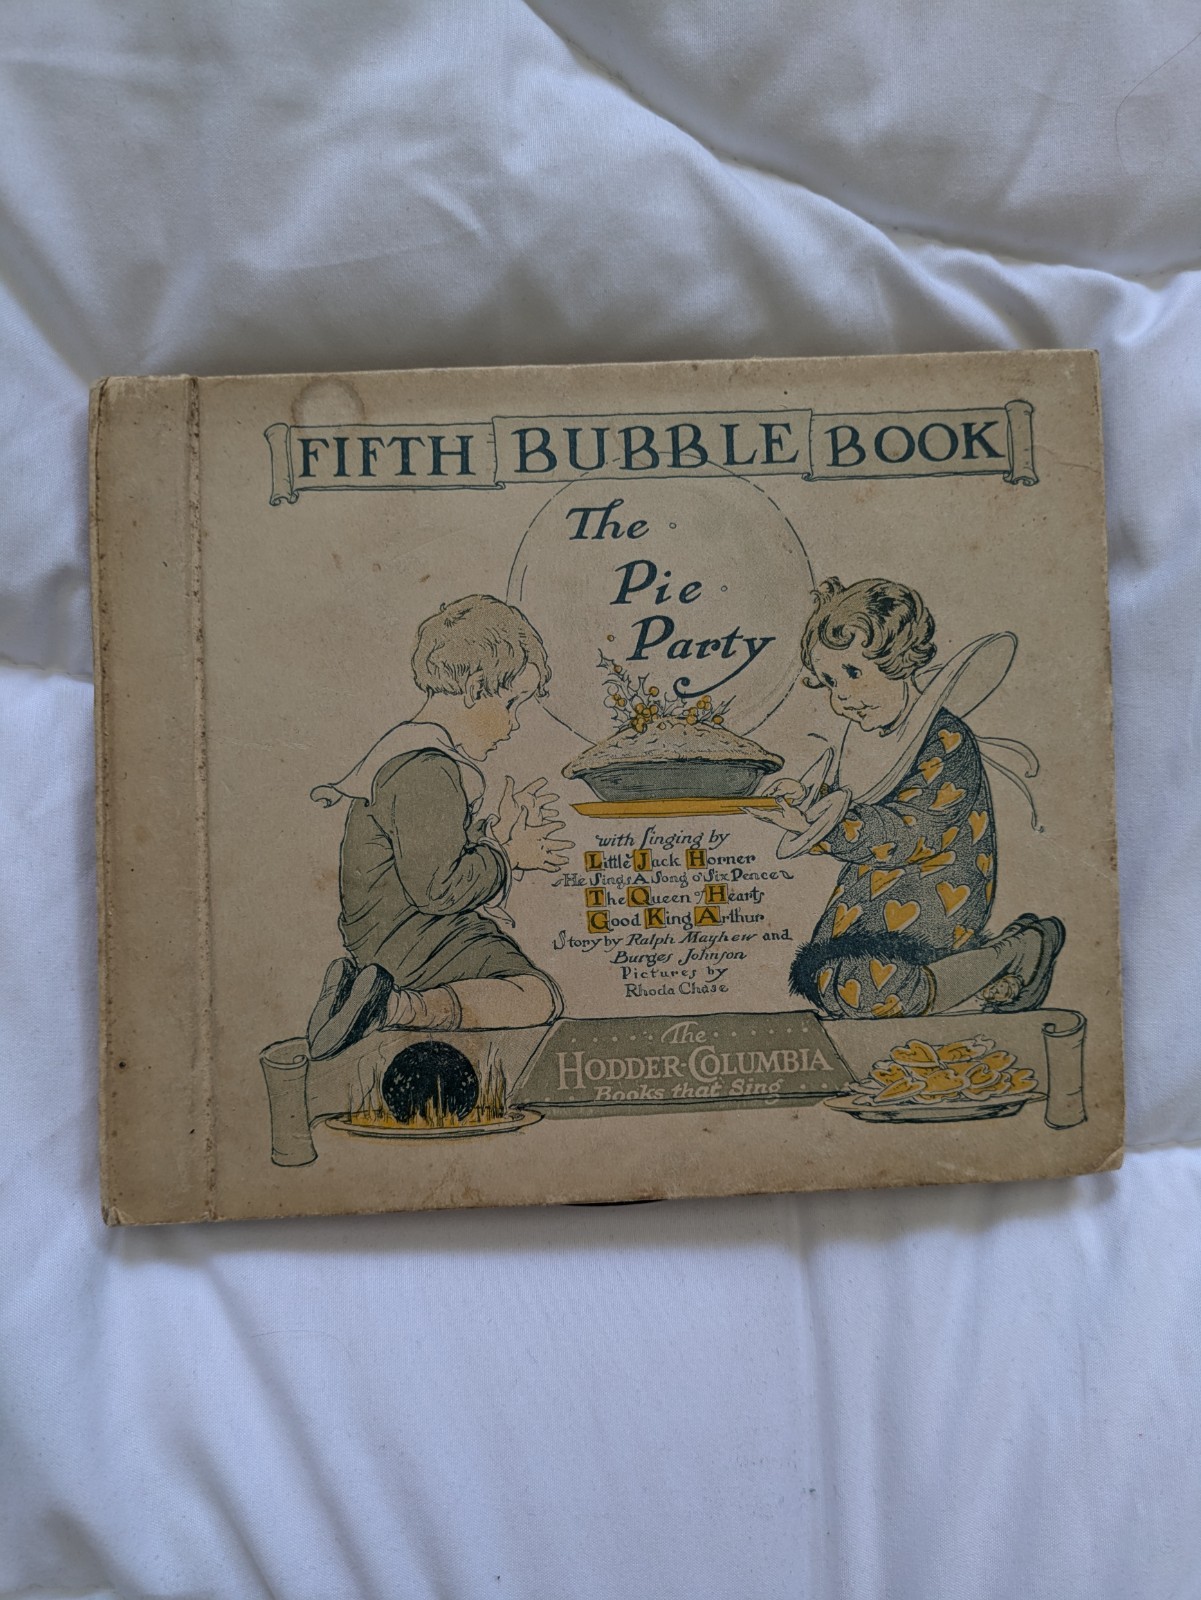 FIFTH BUBBLE BOOK
The
Pie
Party
with singing by
Little Jack Horner
He Sings A Song o' Six Pence
The Queen of Hearts
Good King Arthur
Story by Ralph Mayhew and
Burges Johnson
Pictures by
Rhoda Chase
The
HODDER-COLUMBIA
Books that Sing